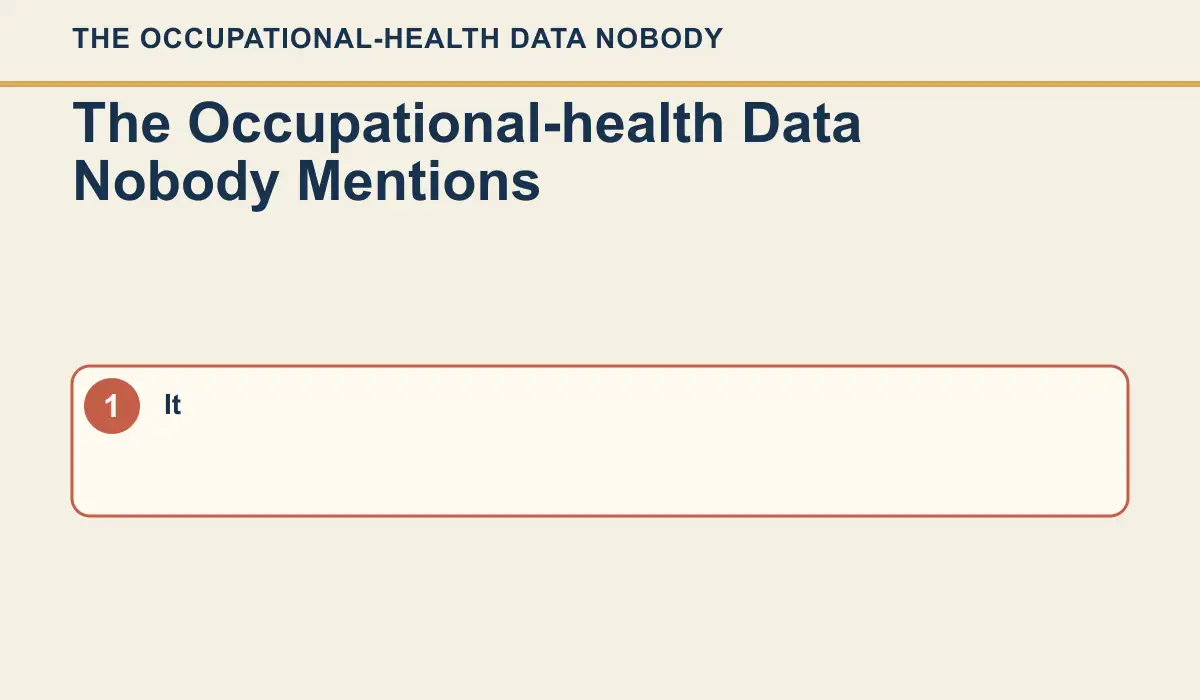 THE OCCUPATIONAL-HEALTH DATA NOBODY
The Occupational-health Data
Nobody Mentions
1 It